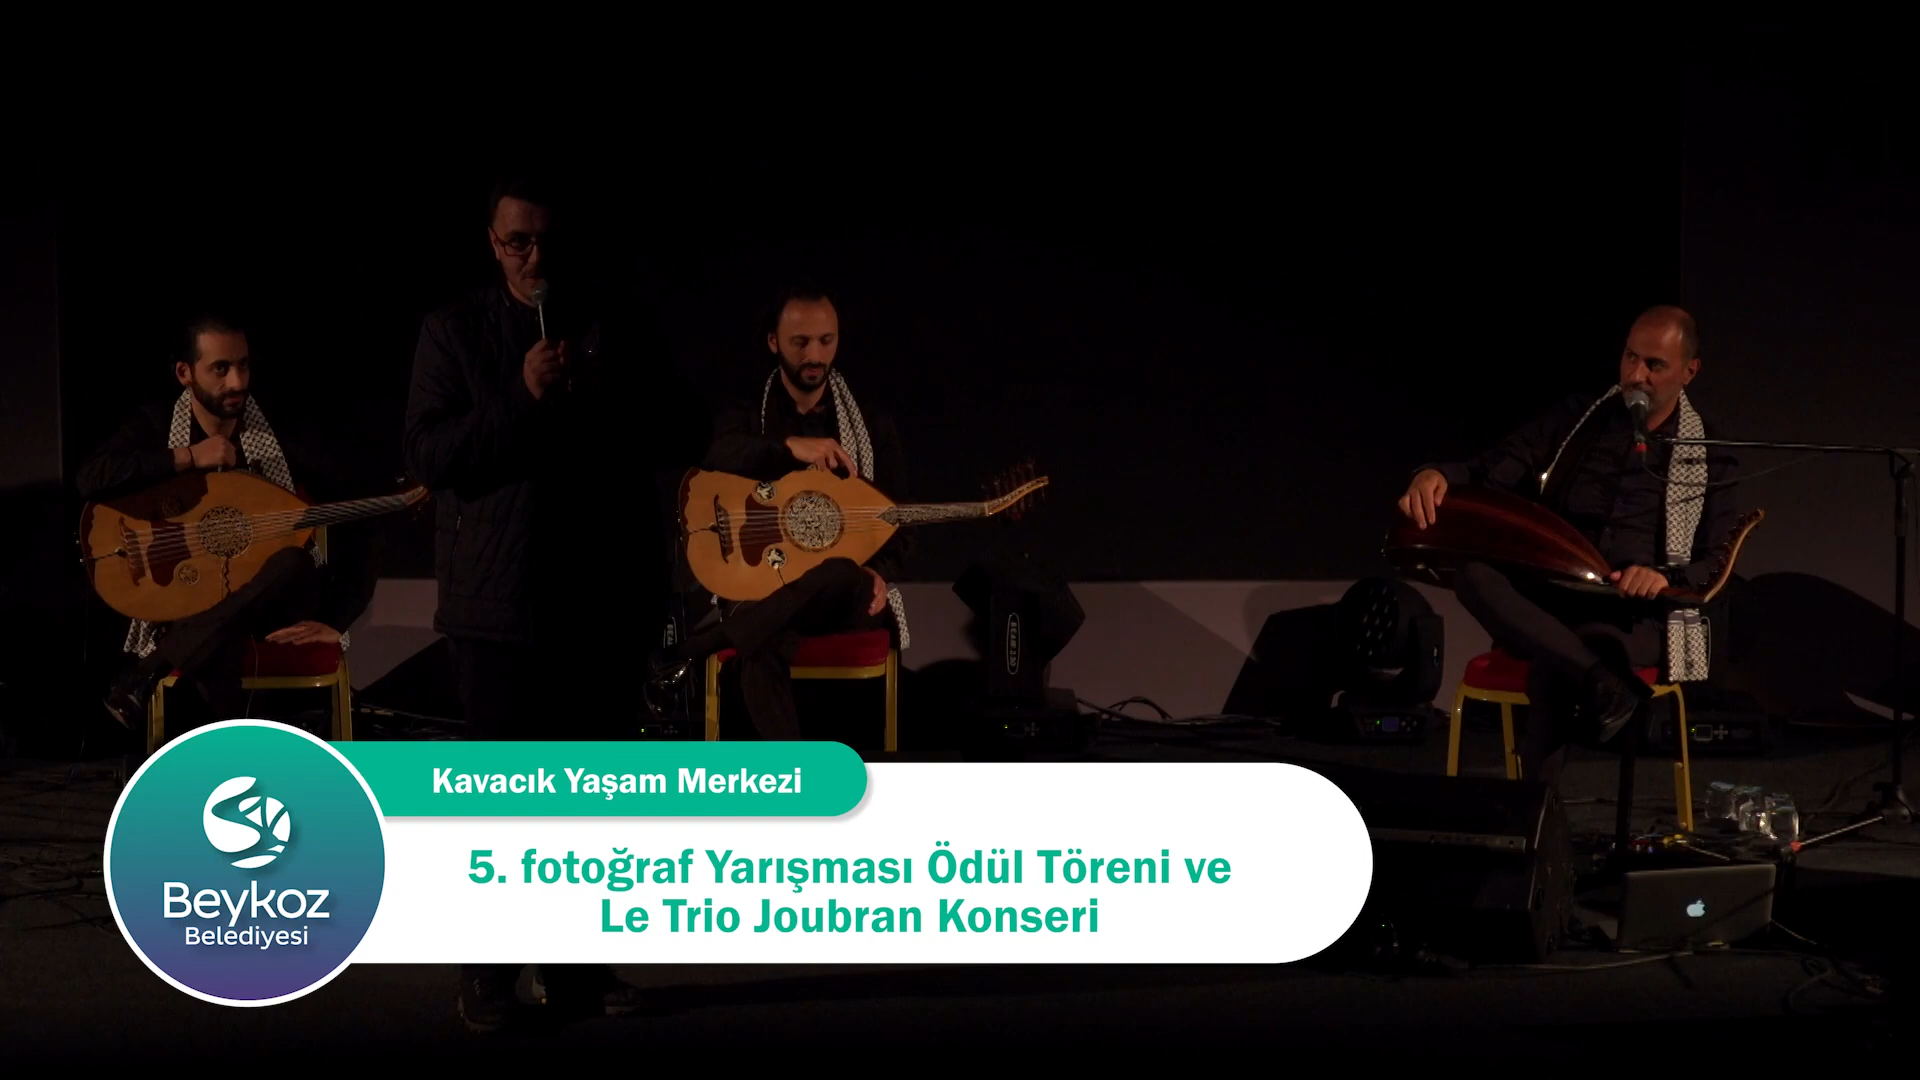 Kavacık Yaşam Merkezi
5. fotoğraf Yarışması Ödül Töreni ve
Le Trio Joubran Konseri
Beykoz
Belediyesi